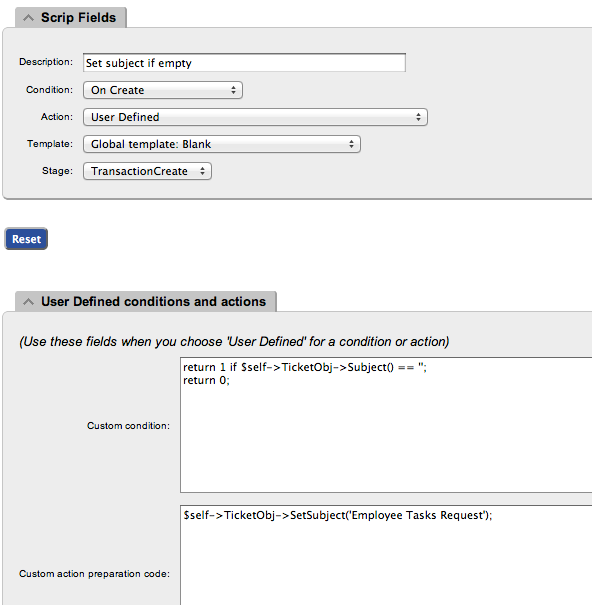 Scrip Fields
Description: Set subject if empty
Condition: On Create
Action: User Defined
Template: Global template: Blank
Stage: TransactionCreate
Reset
User Defined conditions and actions
(Use these fields when you choose 'User Defined' for a condition or action)
return 1 if $self->TicketObj->Subject() == '';
return 0;
Custom condition:
$self->TicketObj->SetSubject('Employee Tasks Request');
Custom action preparation code: